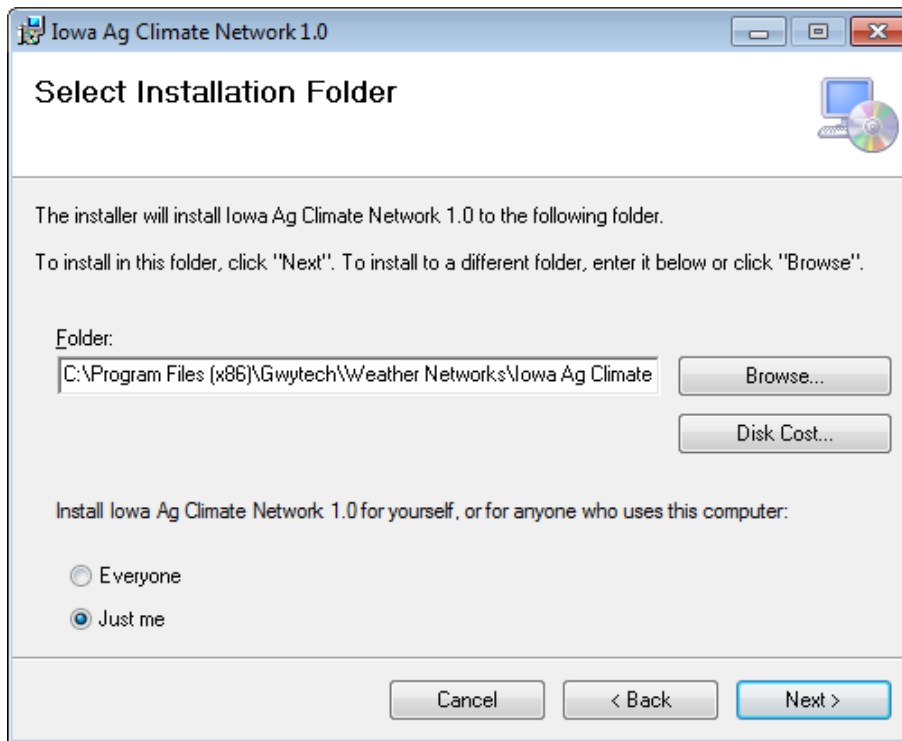 Iowa Ag Climate Network 1.0
Select Installation Folder
The installer will install Iowa Ag Climate Network 1.0 to the following folder.
To install in this folder, click "Next". To install to a different folder, enter it below or click "Browse".
Folder:
C:\Program Files (x86)\Gwytech\Weather Networks\Iowa Ag Climate
Browse...
Disk Cost...
Install Iowa Ag Climate Network 1.0 for yourself, or for anyone who uses this computer:
Everyone
Just me
Cancel
< Back
Next >